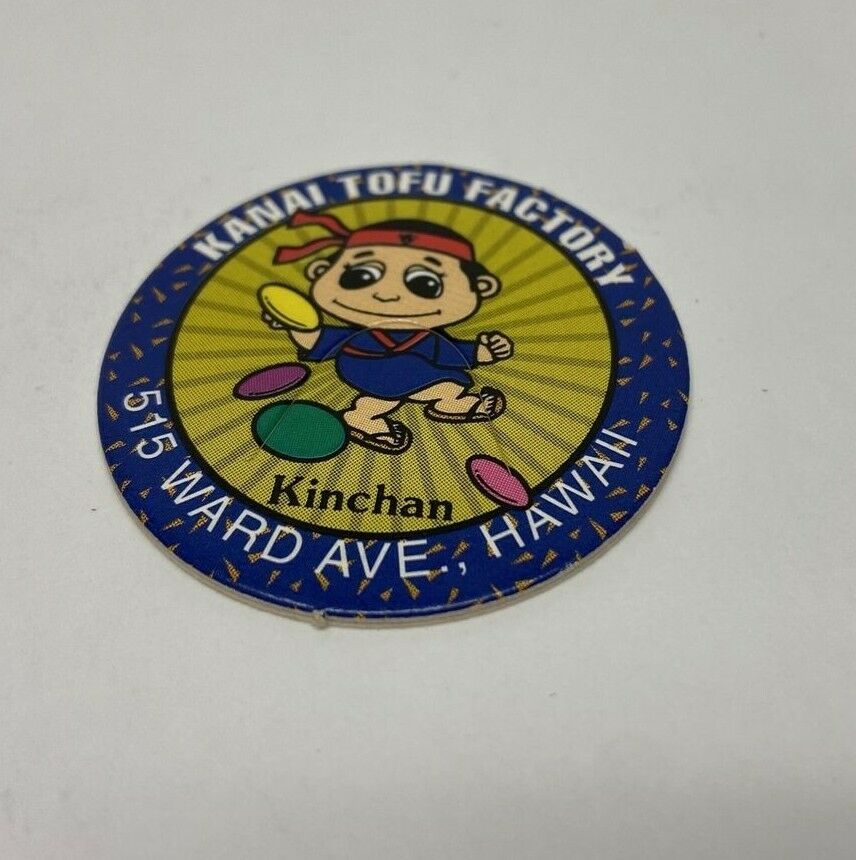 KANAI TOFU FACTORY
Kinchan
515 WARD AVE., HAWAII